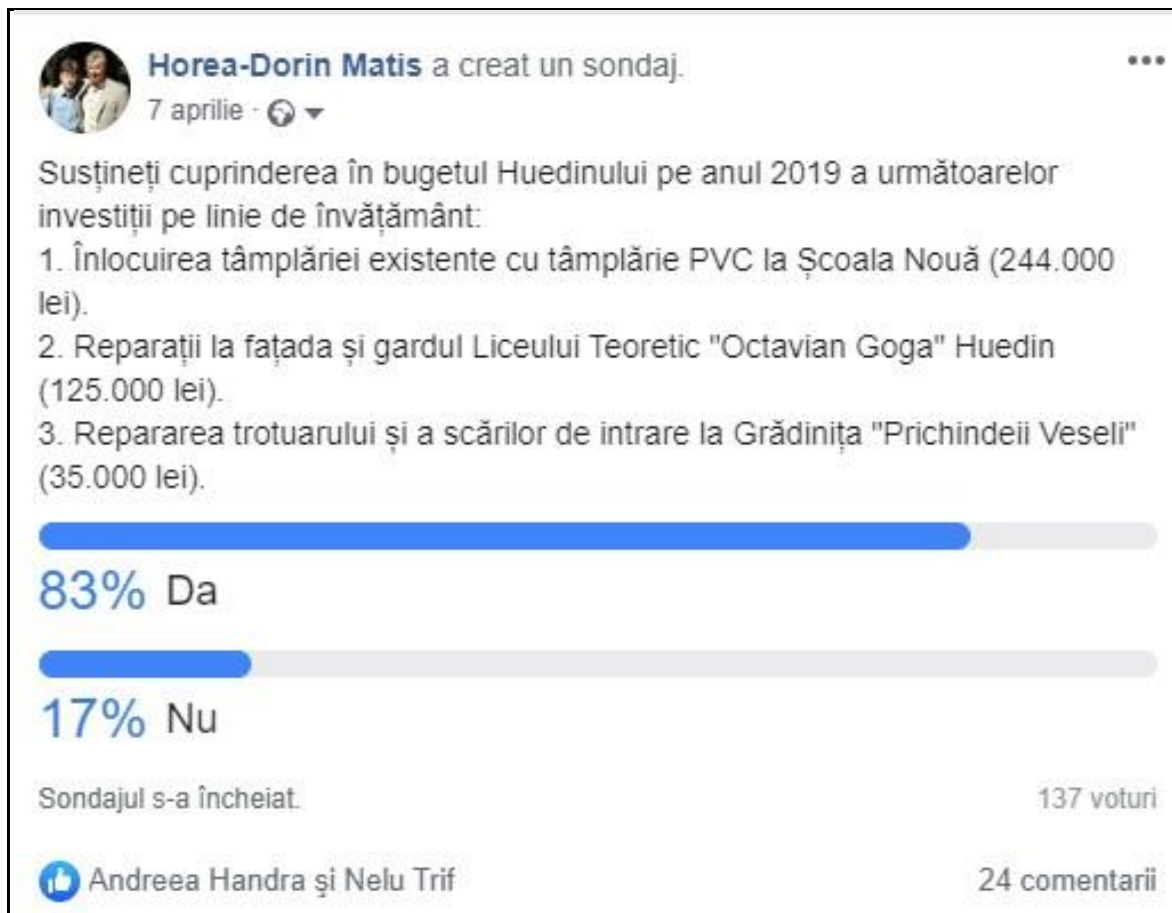 Horea-Dorin Matis a creat un sondaj.
7 aprilie ·
Susțineți cuprinderea în bugetul Huedinului pe anul 2019 a următoarelor
investiții pe linie de învățământ:
1. Înlocuirea tâmplăriei existente cu tâmplărie PVC la Școala Nouă (244.000
lei).
2. Reparații la fațada și gardul Liceului Teoretic "Octavian Goga" Huedin
(125.000 lei).
3. Repararea trotuarului și a scărilor de intrare la Grădinița "Prichindeii Veseli"
(35.000 lei).
83% Da
17% Nu
Sondajul s-a încheiat. 137 voturi
Andreea Handra și Nelu Trif 24 comentarii